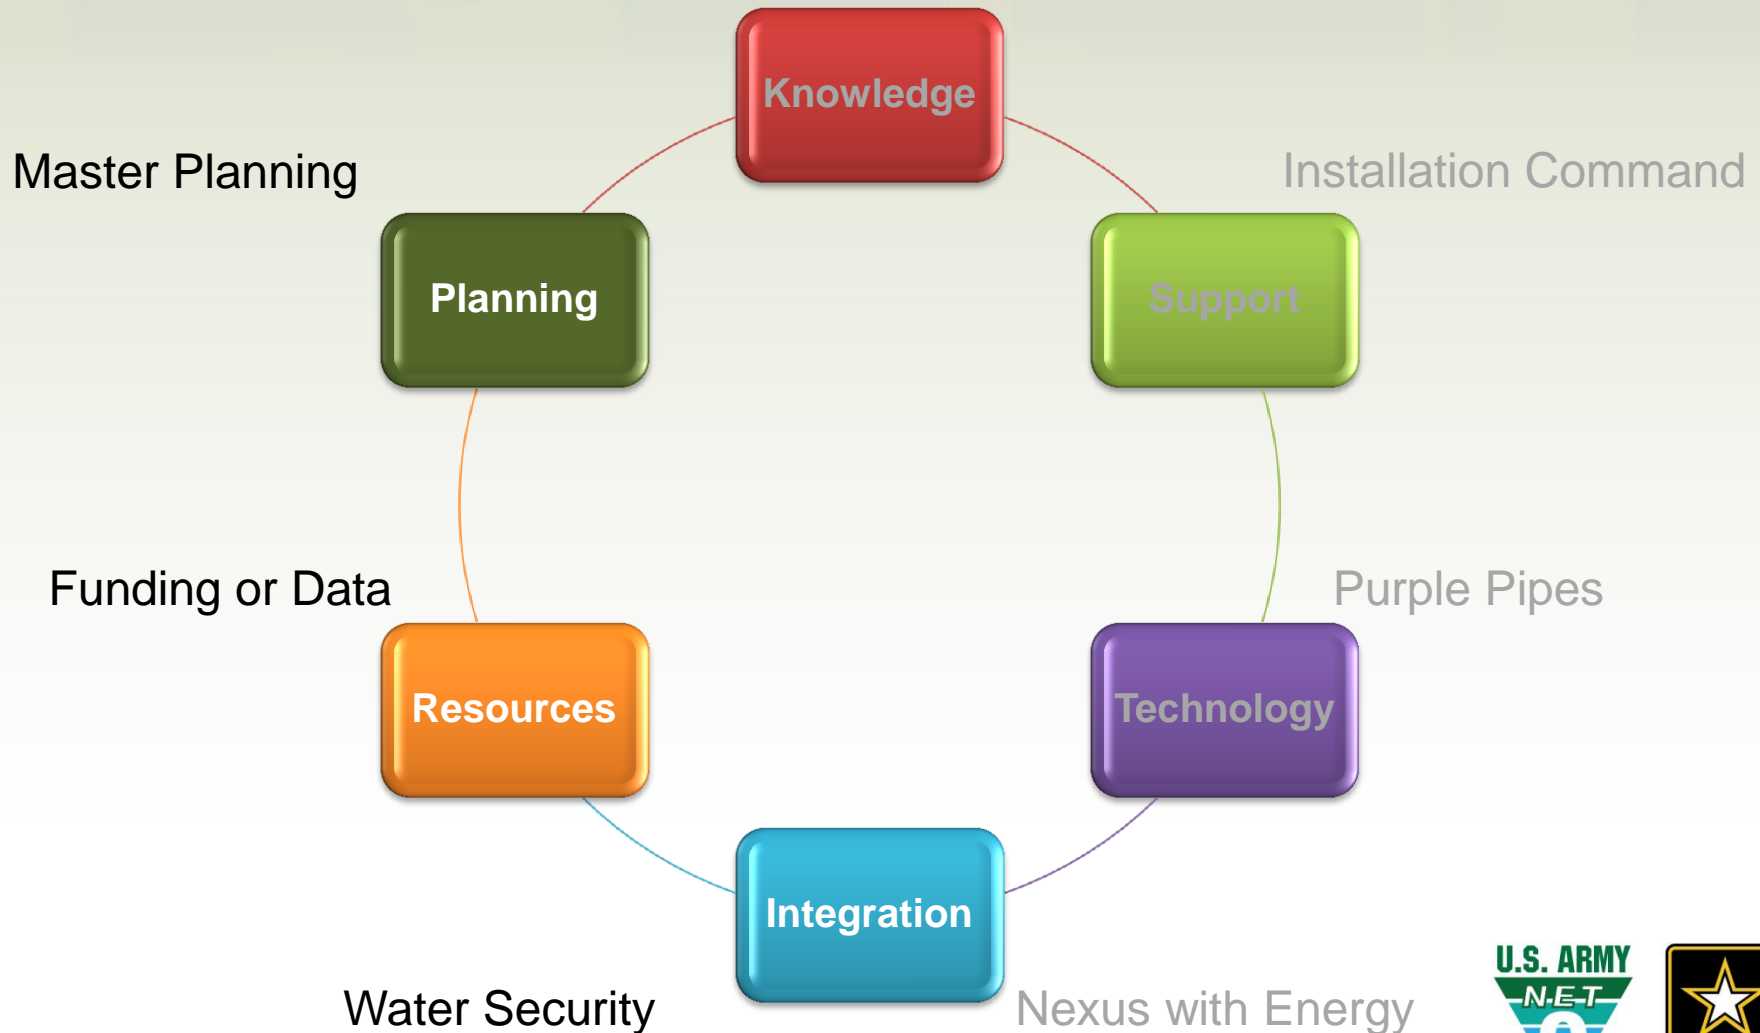 Knowledge
Master Planning
Installation Command
Planning
Support
Funding or Data
Purple Pipes
Resources
Technology
Integration
Water Security
Nexus with Energy
U.S. ARMY
NET